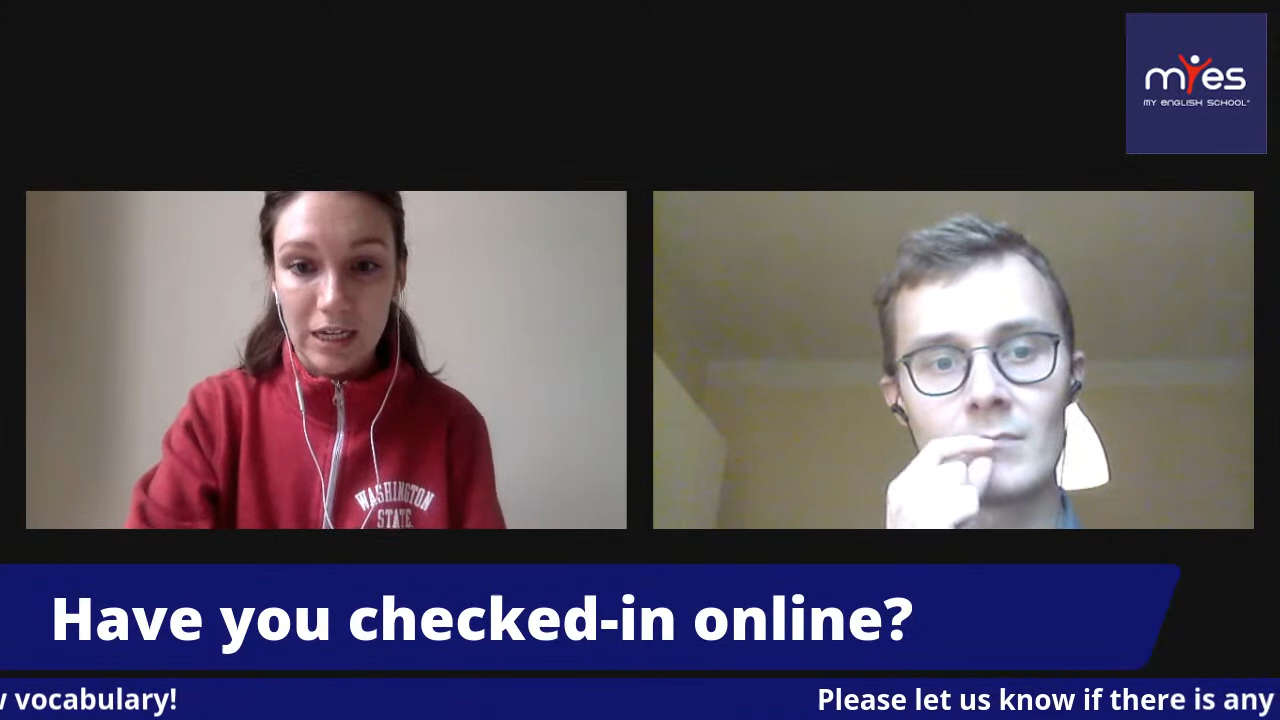 myes
MY ENGLISH SCHOOL
WASHINGTON
STATE
Have you checked-in online?
vocabulary!
Please let us know if there is any